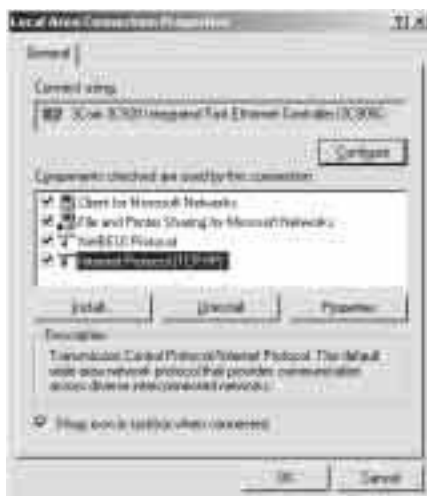 Local Area Connection Properties
General
Connect using:
3Com 3C920 Integrated Fast Ethernet Controller (3C905C
Configure
Components checked are used by this connection:
Client for Microsoft Networks
File and Printer Sharing for Microsoft Networks
NetBEUI Protocol
Internet Protocol (TCP/IP)
Install...
Uninstall
Properties
Description
Transmission Control Protocol/Internet Protocol. The default
wide area network protocol that provides communication
across diverse interconnected networks.
Show icon in taskbar when connected
OK
Cancel